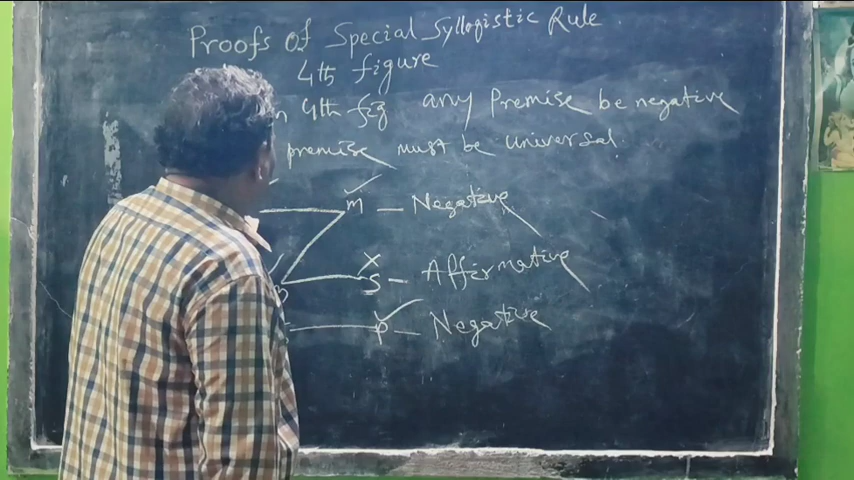 Proofs of Special Syllogistic Rule.
4th figure
4th fig any Premise be negative
premise must be universal.
m — Negative
S — Affirmative
P — Negative